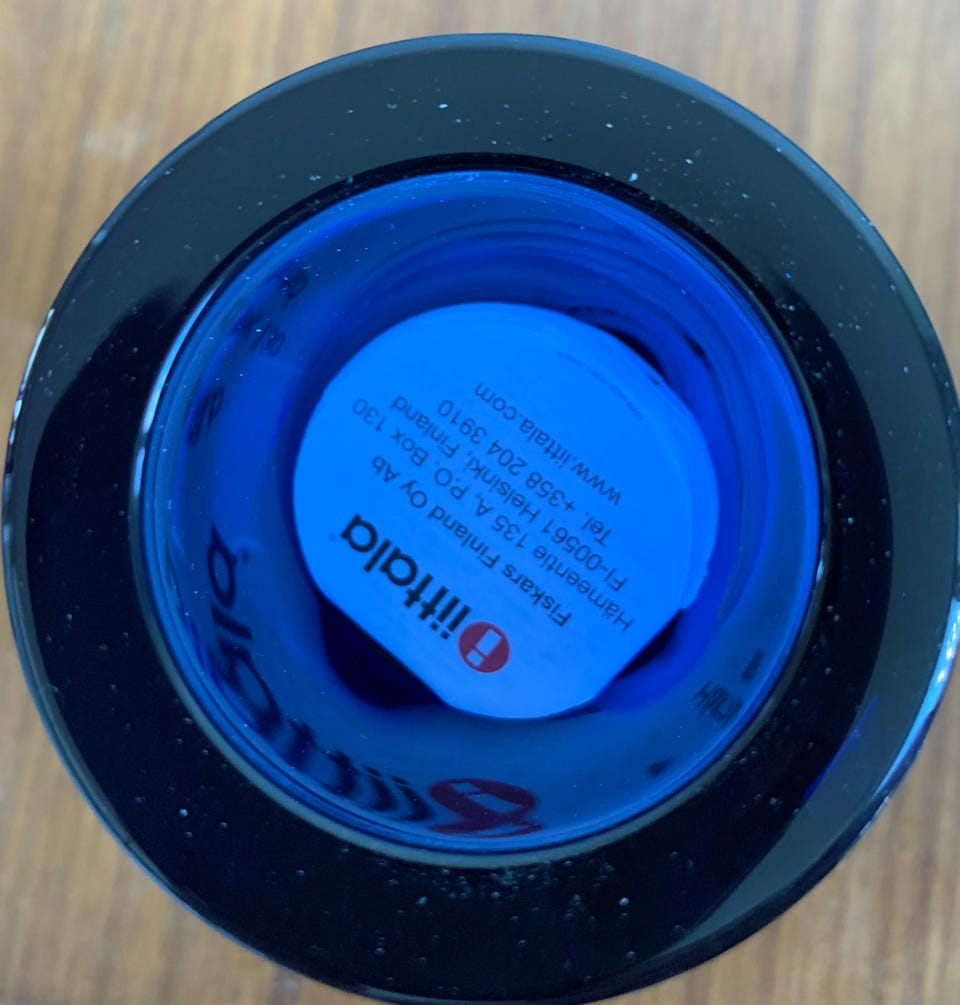 iittala
Fiskars Finland Oy Ab
Hämeentie 135 A, P.O. Box 130
FI-00561 Helsinki, Finland
Tel. +358 204 3910
www.iittala.com